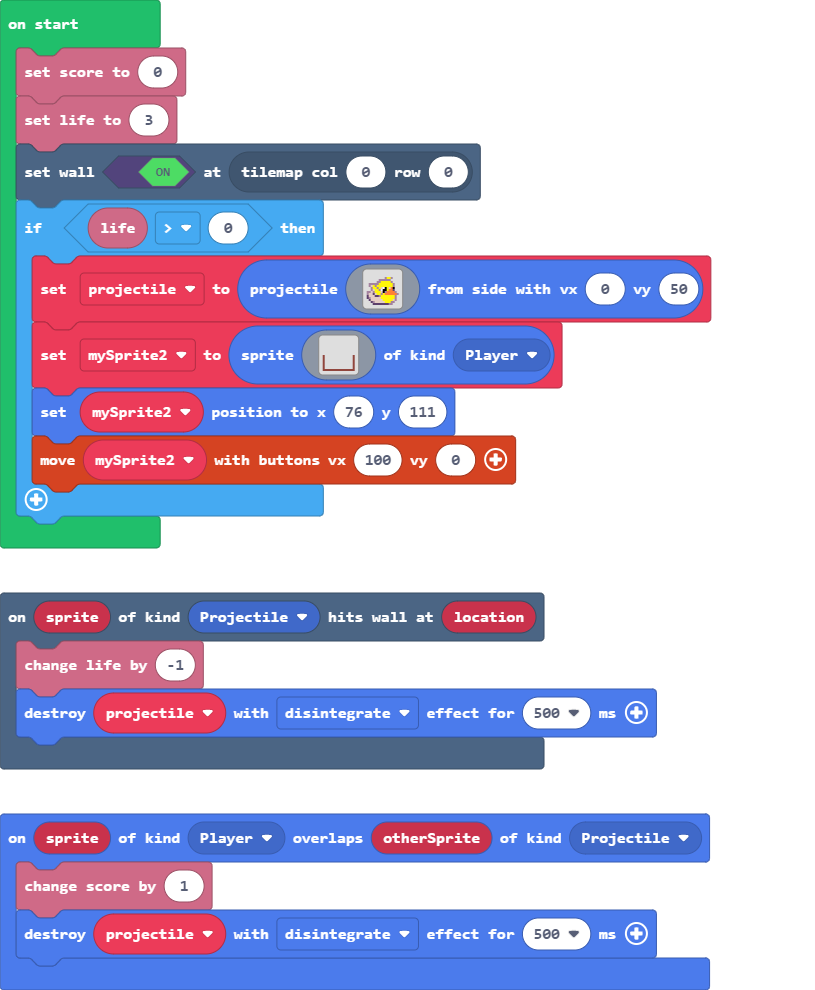 on start
set score to 0
set life to 3
set wall ON at tilemap col 0 row 0
if life > 0 then
set projectile to projectile from side with vx 0 vy 50
set mySprite2 to sprite of kind Player
set mySprite2 position to x 76 y 111
move mySprite2 with buttons vx 100 vy 0
on sprite of kind Projectile hits wall at location
change life by -1
destroy projectile with disintegrate effect for 500 ms
on sprite of kind Player overlaps otherSprite of kind Projectile
change score by 1
destroy projectile with disintegrate effect for 500 ms